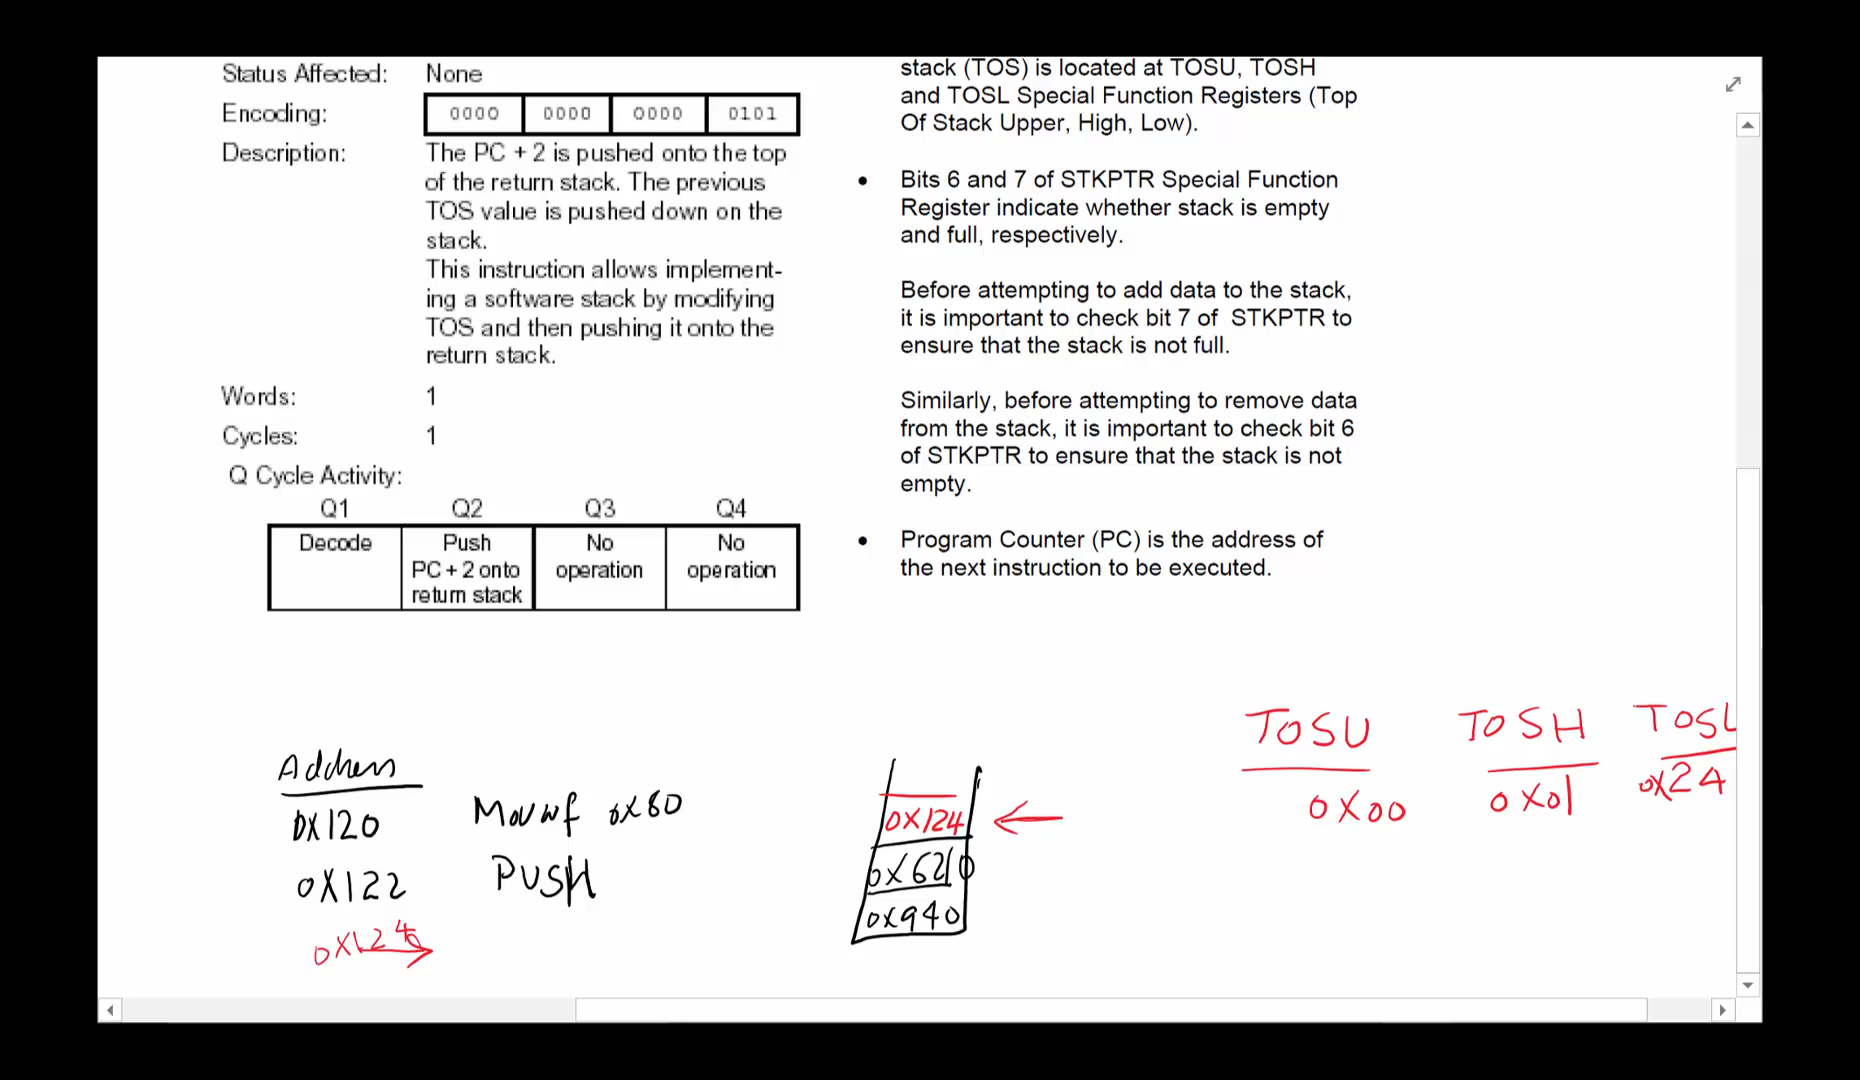 Status Affected: None
Encoding: 0000 0000 0000 0101
Description: The PC + 2 is pushed onto the top
of the return stack. The previous
TOS value is pushed down on the
stack.
This instruction allows implement-
ing a software stack by modifying
TOS and then pushing it onto the
return stack.
Words: 1
Cycles: 1
Q Cycle Activity:
Q1 Q2 Q3 Q4
Decode Push No No
PC + 2 onto operation operation
return stack
stack (TOS) is located at TOSU, TOSH
and TOSL Special Function Registers (Top
Of Stack Upper, High, Low).
• Bits 6 and 7 of STKPTR Special Function
Register indicate whether stack is empty
and full, respectively.
Before attempting to add data to the stack,
it is important to check bit 7 of STKPTR to
ensure that the stack is not full.
Similarly, before attempting to remove data
from the stack, it is important to check bit 6
of STKPTR to ensure that the stack is not
empty.
• Program Counter (PC) is the address of
the next instruction to be executed.
Address
0X120 Movwf 0X80
0X122 PUSH
0X124
0X124
0X620
0X940
TOSU TOSH TOSL
0X00 0X01 0X24